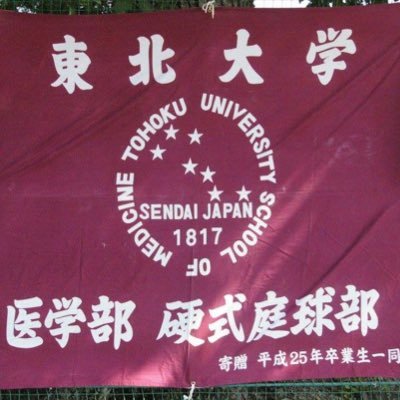 東北大学
TOHOKU UNIVERSITY SCHOOL OF MEDICINE
SENDAI JAPAN
1817
医学部 硬式庭球部
寄贈 平成25年卒業生一同